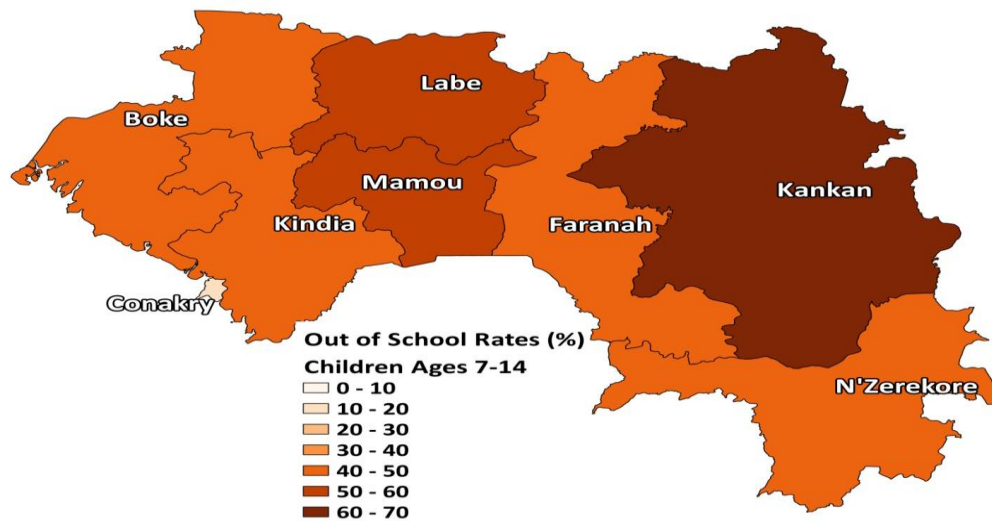 Labe
Boke
Mamou
Kankan
Kindia
Faranah
Conakry
Out of School Rates (%)
Children Ages 7-14
0 - 10
10 - 20
20 - 30
30 - 40
40 - 50
50 - 60
60 - 70
N'Zerekore